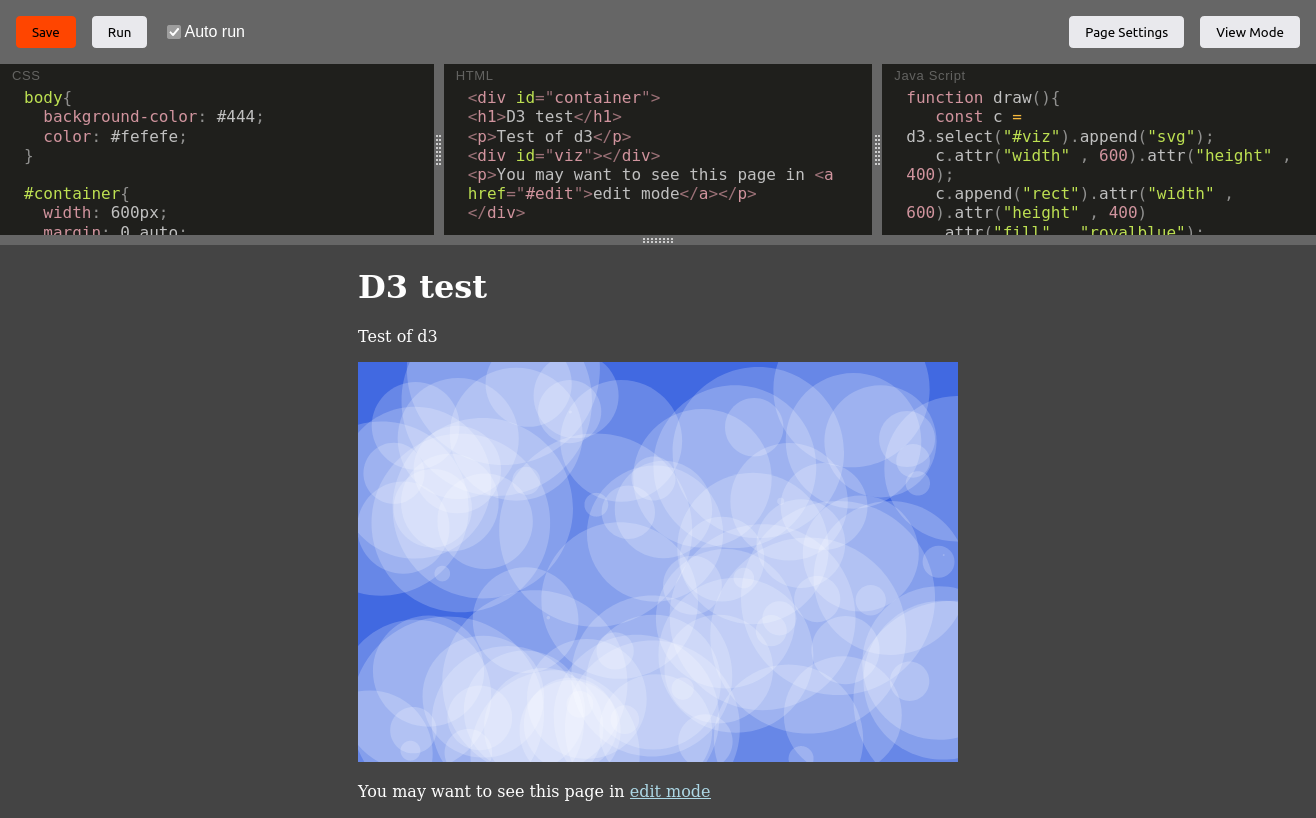 Save Run Auto run Page Settings View Mode
CSS
body{
background-color: #444;
color: #fefefe;
}
#container{
width: 600px;
margin: 0 auto;
HTML
<div id="container">
<h1>D3 test</h1>
<p>Test of d3</p>
<div id="viz"></div>
<p>You may want to see this page in <a
href="#edit">edit mode</a></p>
</div>
Java Script
function draw(){
const c =
d3.select("#viz").append("svg");
c.attr("width" , 600).attr("height" ,
400);
c.append("rect").attr("width" ,
600).attr("height" , 400)
.attr("fill" , "royalblue");
D3 test
Test of d3
You may want to see this page in edit mode